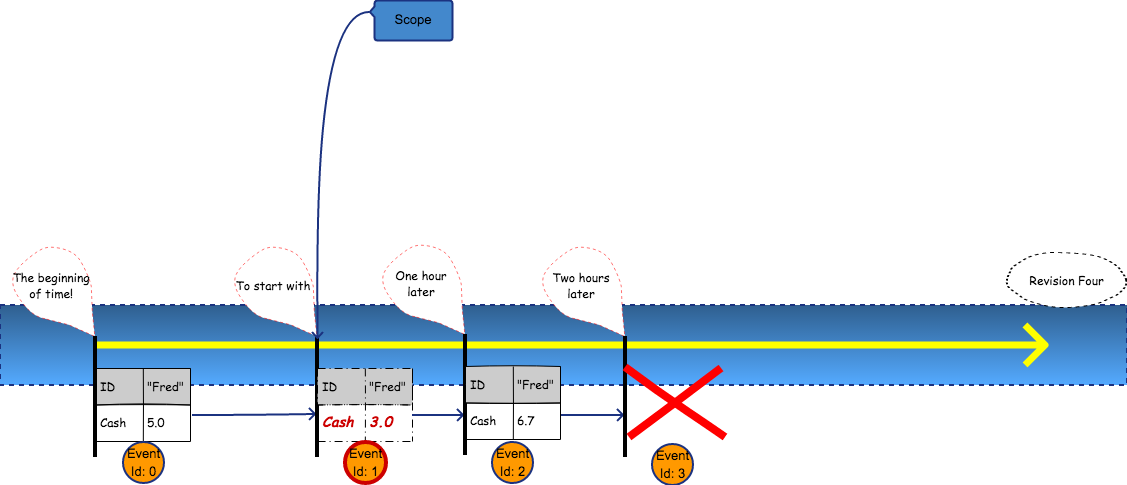 Scope
The beginning
of time!
To start with
One hour
later
Two hours
later
Revision Four
ID "Fred"
Cash 5.0
ID "Fred"
Cash 3.0
ID "Fred"
Cash 6.7
Event
Id: 0
Event
Id: 1
Event
Id: 2
Event
Id: 3